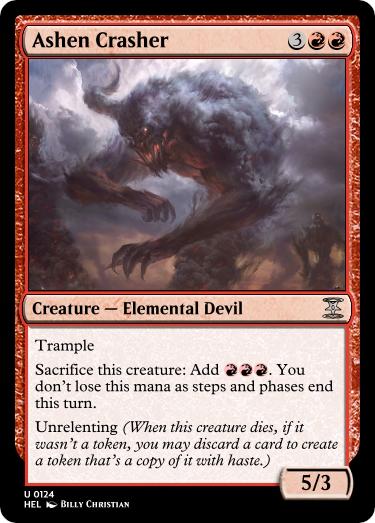 Ashen Crasher 3
Creature — Elemental Devil
Trample
Sacrifice this creature: Add. You
don't lose this mana as steps and phases end
this turn.
Unrelenting (When this creature dies, if it
wasn't a token, you may discard a card to create
a token that's a copy of it with haste.)
5/3
U 0124
HEL Billy Christian